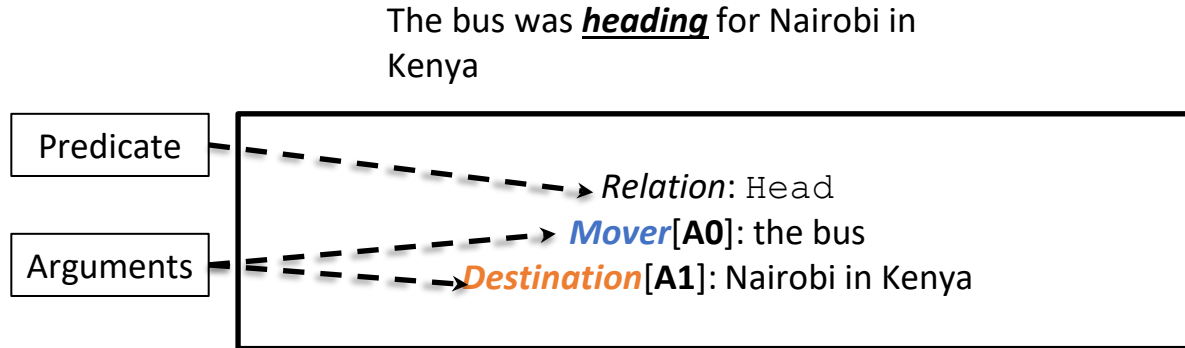 The bus was heading for Nairobi in
Kenya
Predicate
Relation: Head
Mover[A0]: the bus
Arguments
Destination[A1]: Nairobi in Kenya